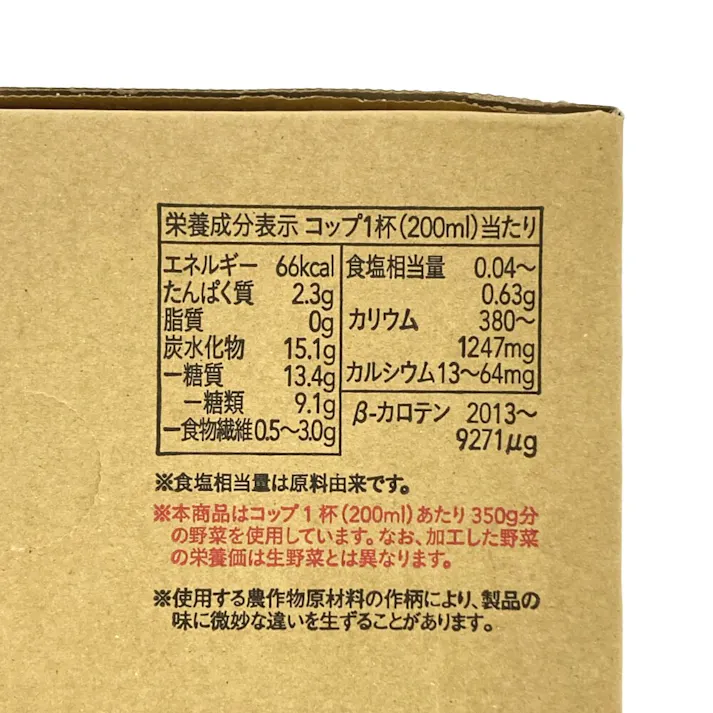 栄養成分表示 コップ1杯(200ml)当たり
エネルギー 66kcal
たんぱく質 2.3g
脂質 0g
炭水化物 15.1g
ー糖質 13.4g
ー糖類 9.1g
ー食物繊維 0.5〜3.0g
食塩相当量 0.04〜
0.63g
カリウム 380〜
1247mg
カルシウム 13〜64mg
β-カロテン 2013〜
9271μg
※食塩相当量は原料由来です。
※本商品はコップ1杯(200ml)あたり350g分
の野菜を使用しています。なお、加工した野菜
の栄養価は生野菜とは異なります。
※使用する農作物原材料の作柄により、製品の
味に微妙な違いを生ずることがあります。